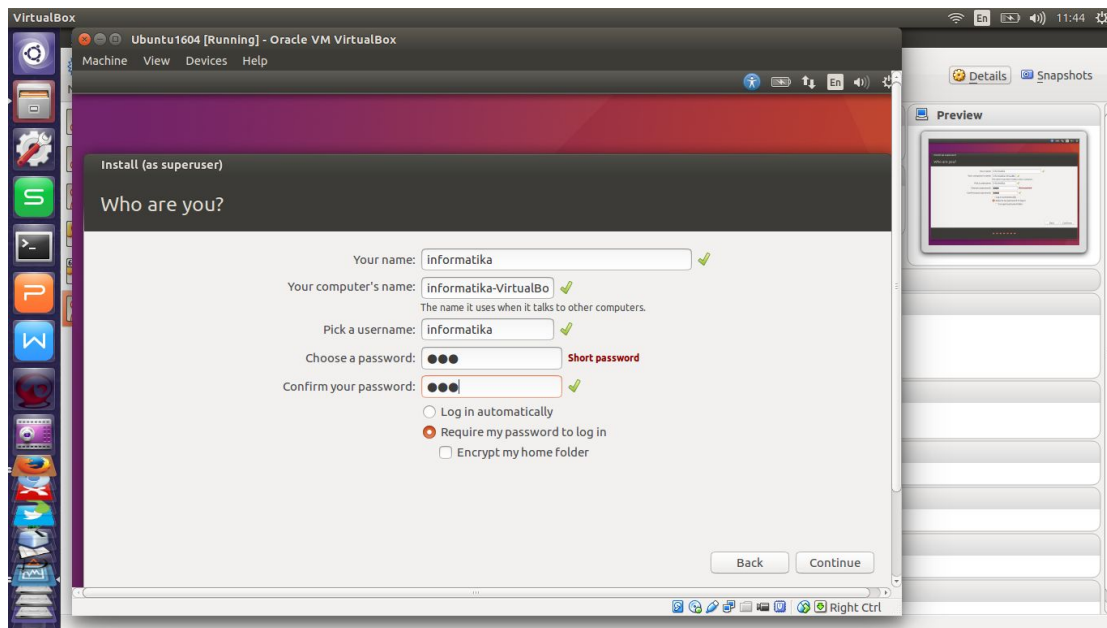 VirtualBox
En 11:44
Ubuntu1604 [Running] - Oracle VM VirtualBox
Machine View Devices Help
En
Details Snapshots
Preview
Install (as superuser)
Who are you?
Your name: informatika
Your computer's name: informatika-VirtualBo
The name it uses when it talks to other computers.
Pick a username: informatika
Choose a password: ●●● Short password
Confirm your password: ●●●
Log in automatically
Require my password to log in
Encrypt my home folder
Back Continue
Right Ctrl